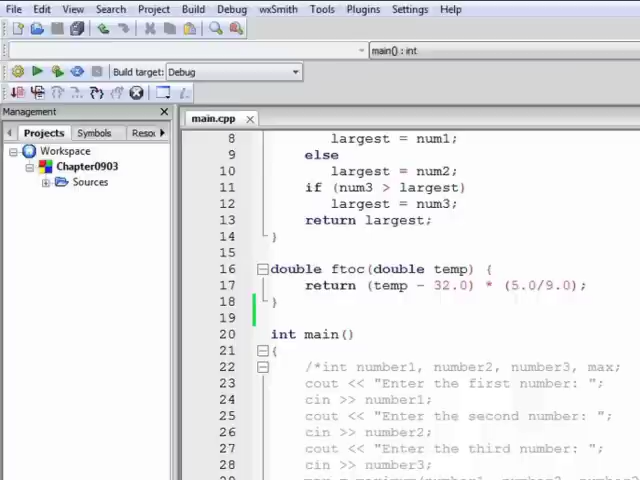 File Edit View Search Project Build Debug wxSmith Tools Plugins Settings Help
main() : int
Build target: Debug
Management
Projects Symbols Resou
main.cpp
Workspace
Chapter0903
Sources
8 largest = num1;
9 else
10 largest = num2;
11 if (num3 > largest)
12 largest = num3;
13 return largest;
14 }
15
16 double ftoc(double temp) {
17 return (temp - 32.0) * (5.0/9.0);
18 }
19
20 int main()
21 {
22 /*int number1, number2, number3, max;
23 cout << "Enter the first number: ";
24 cin >> number1;
25 cout << "Enter the second number: ";
26 cin >> number2;
27 cout << "Enter the third number: ";
28 cin >> number3;